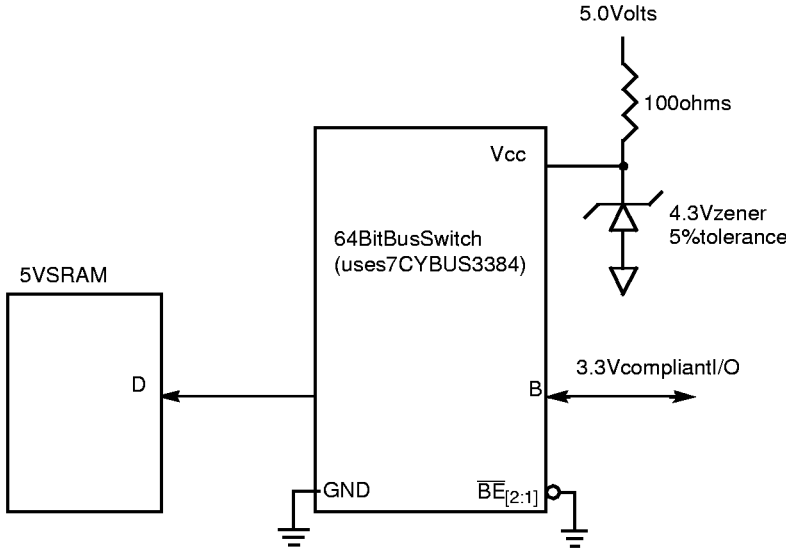 5.0Volts
100ohms
Vcc
4.3Vzener
5%tolerance
64BitBusSwitch
(uses7CYBUS3384)
5VSRAM
3.3VcompliantI/O
D
B
GND
BE[2:1]